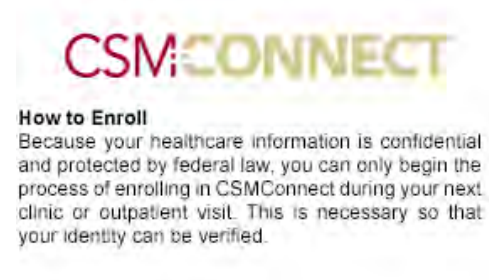 CSMCONNECT
How to Enroll
Because your healthcare information is confidential
and protected by federal law, you can only begin the
process of enrolling in CSMConnect during your next
clinic or outpatient visit. This is necessary so that
your identity can be verified.